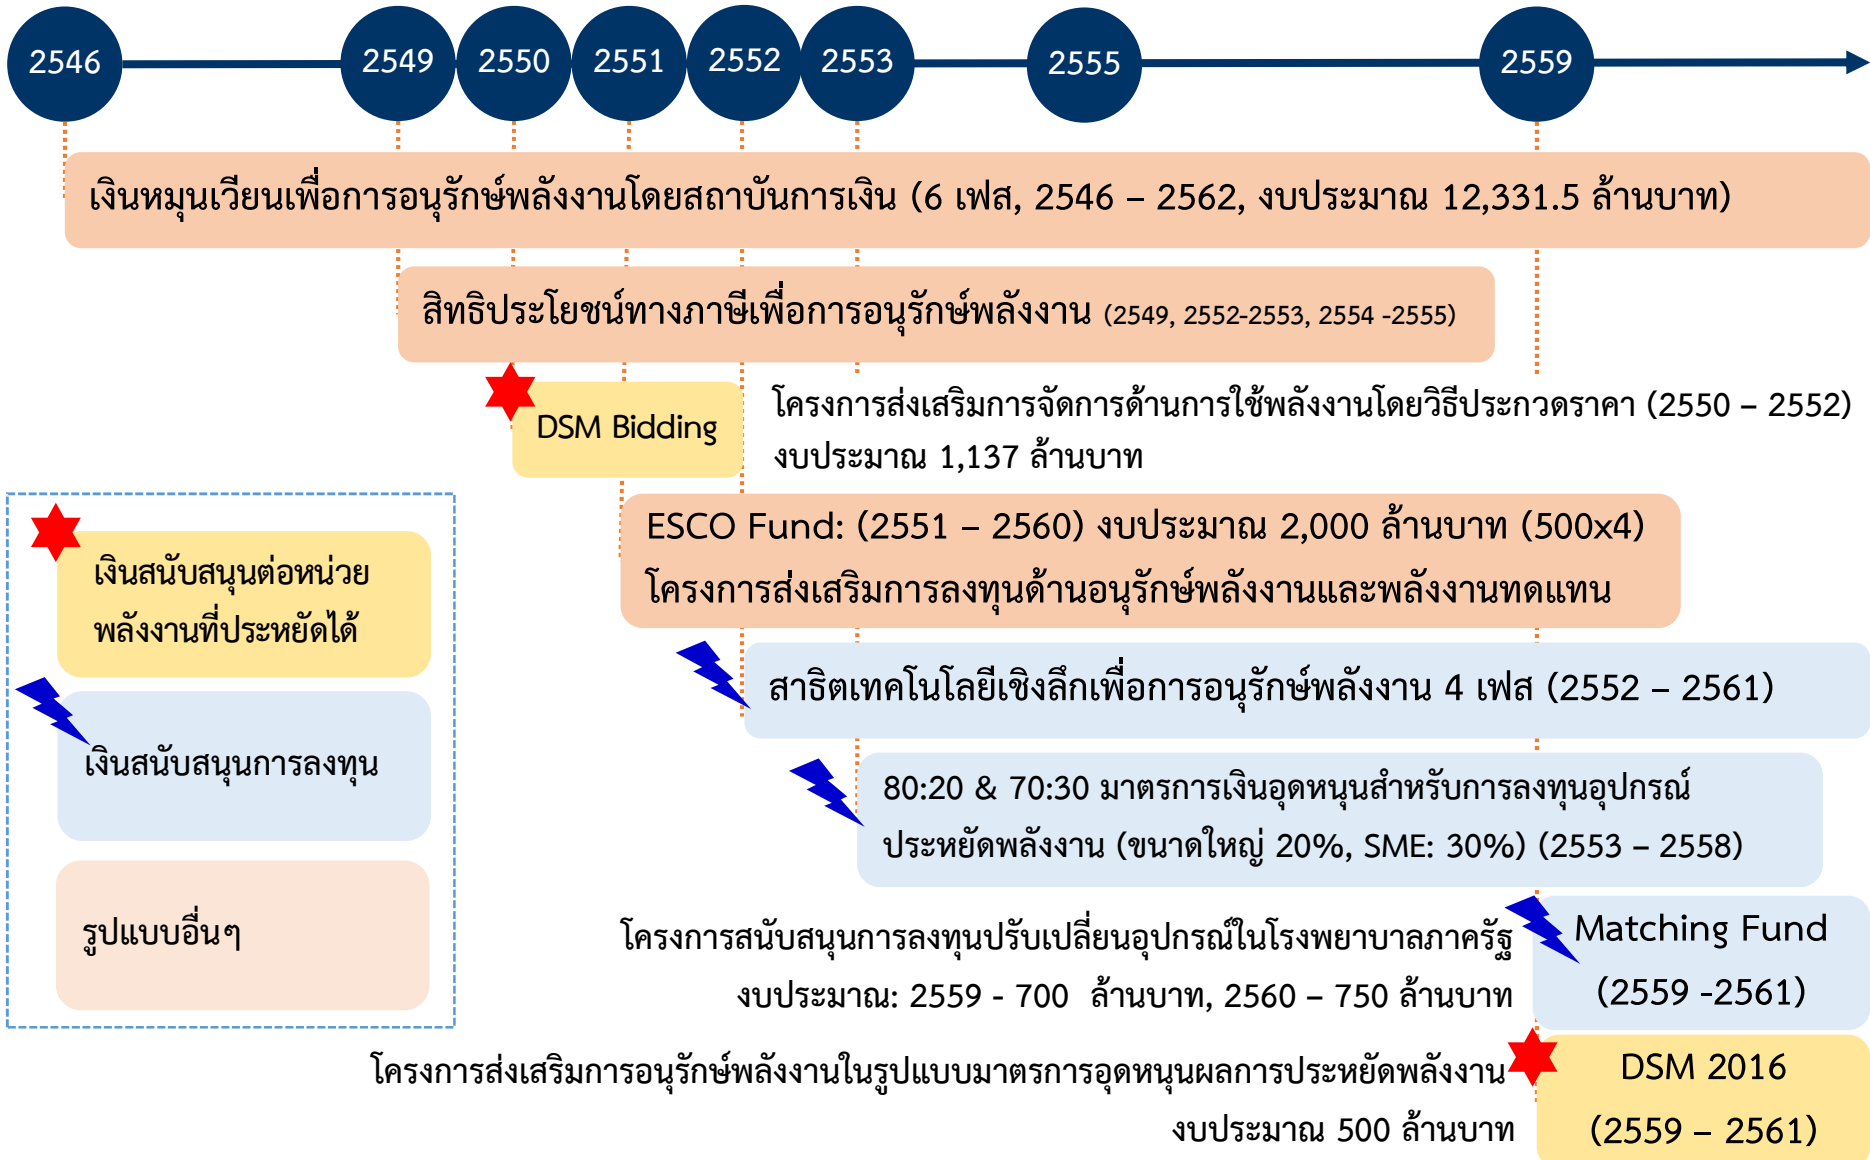 2546 2549 2550 2551 2552 2553 2555 2559
เงินหมุนเวียนเพื่อการอนุรักษ์พลังงานโดยสถาบันการเงิน (6 เฟส, 2546 – 2562, งบประมาณ 12,331.5 ล้านบาท)
สิทธิประโยชน์ทางภาษีเพื่อการอนุรักษ์พลังงาน (2549, 2552-2553, 2554 -2555)
DSM Bidding
โครงการส่งเสริมการจัดการด้านการใช้พลังงานโดยวิธีประกวดราคา (2550 – 2552)
งบประมาณ 1,137 ล้านบาท
ESCO Fund: (2551 – 2560) งบประมาณ 2,000 ล้านบาท (500x4)
โครงการส่งเสริมการลงทุนด้านอนุรักษ์พลังงานและพลังงานทดแทน
สาธิตเทคโนโลยีเชิงลึกเพื่อการอนุรักษ์พลังงาน 4 เฟส (2552 – 2561)
80:20 & 70:30 มาตรการเงินอุดหนุนสำหรับการลงทุนอุปกรณ์
ประหยัดพลังงาน (ขนาดใหญ่ 20%, SME: 30%) (2553 – 2558)
โครงการสนับสนุนการลงทุนปรับเปลี่ยนอุปกรณ์ในโรงพยาบาลภาครัฐ
งบประมาณ: 2559 - 700 ล้านบาท, 2560 – 750 ล้านบาท
Matching Fund
(2559 -2561)
โครงการส่งเสริมการอนุรักษ์พลังงานในรูปแบบมาตรการอุดหนุนผลการประหยัดพลังงาน
งบประมาณ 500 ล้านบาท
DSM 2016
(2559 – 2561)
เงินสนับสนุนต่อหน่วย
พลังงานที่ประหยัดได้
เงินสนับสนุนการลงทุน
รูปแบบอื่นๆ